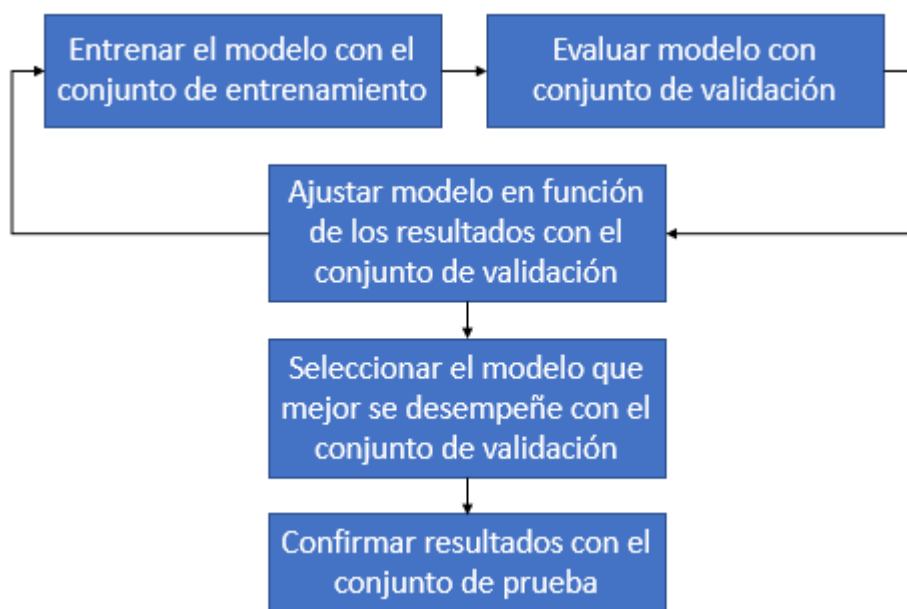 Entrenar el modelo con el
conjunto de entrenamiento
Evaluar modelo con
conjunto de validación
Ajustar modelo en función
de los resultados con el
conjunto de validación
Seleccionar el modelo que
mejor se desempeñe con el
conjunto de validación
Confirmar resultados con el
conjunto de prueba